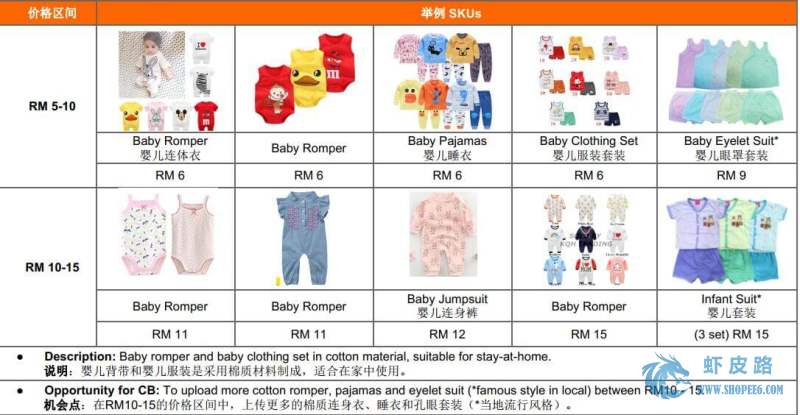 价格区间
举例 SKUs
RM 5-10
Baby Romper
婴儿连体衣
Baby Romper
Baby Pajamas
婴儿睡衣
Baby Clothing Set
婴儿服装套装
Baby Eyelet Suit*
婴儿眼罩套装
RM 6
RM 6
RM 6
RM 6
RM 9
RM 10-15
Baby Romper
Baby Romper
Baby Jumpsuit
婴儿连身裤
Baby Romper
Infant Suit*
婴儿套装
RM 11
RM 11
RM 12
RM 15
(3 set) RM 15
● Description: Baby romper and baby clothing set in cotton material, suitable for stay-at-home.
说明：婴儿背带和婴儿服装是采用棉质材料制成，适合在家中使用。
● Opportunity for CB: To upload more cotton romper, pajamas and eyelet suit (*famous style in local) between RM10 - 15.
机会点：在RM10-15的价格区间中，上传更多的棉质连身衣、睡衣和孔眼套装（*当地流行风格）。
虾皮路
WWW.SHOPEE6.COM